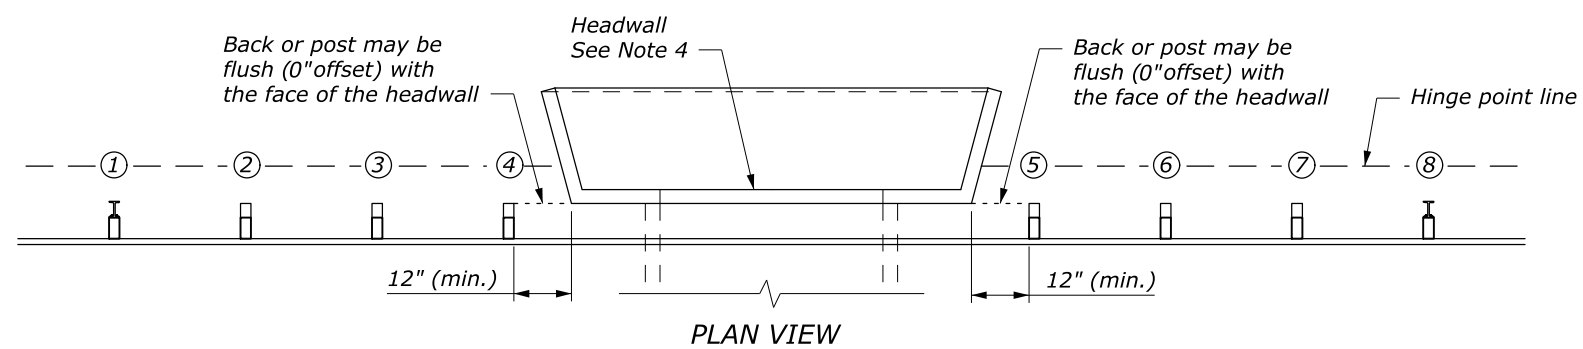 Headwall
See Note 4
Back or post may be
flush (0"offset) with
the face of the headwall
Back or post may be
flush (0"offset) with
the face of the headwall
Hinge point line
1 2 3 4 5 6 7 8
12" (min.)
12" (min.)
PLAN VIEW